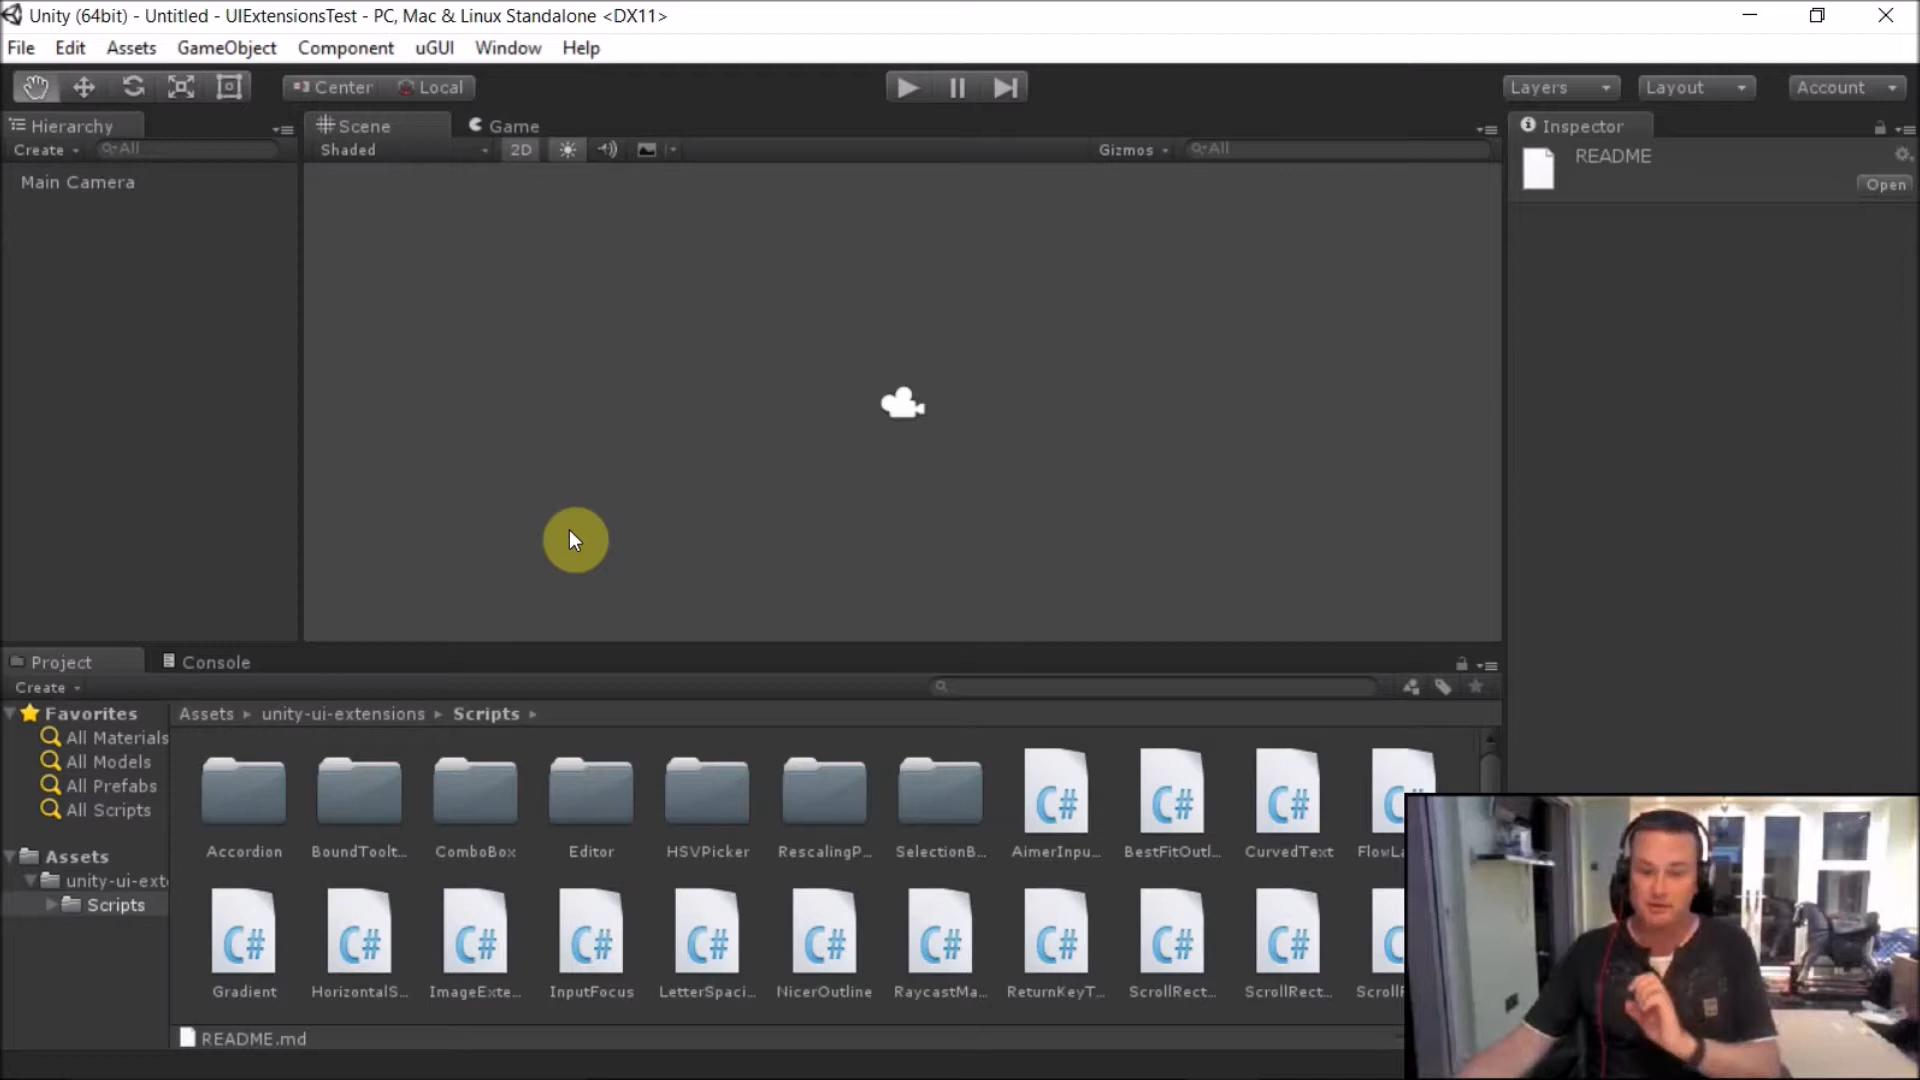 Unity (64bit) - Untitled - UIExtensionsTest - PC, Mac & Linux Standalone <DX11>
File Edit Assets GameObject Component uGUI Window Help
Center Local Layers Layout Account
Hierarchy Scene Game Inspector
Create All Shaded 2D Gizmos All README
Main Camera Open
Project Console
Create
Favorites Assets unity-ui-extensions Scripts
All Materials
All Models
All Prefabs
All Scripts
Assets
unity-ui-ext
Scripts
C# C# C# C#
Accordion BoundToolt... ComboBox Editor HSVPicker RescalingP... SelectionB... AimerInpu... BestFitOutl... CurvedText FlowLa
C# C# C# C# C# C# C# C# C# C# C
Gradient HorizontalS... ImageExte... InputFocus LetterSpaci... NicerOutline RaycastMa... ReturnKeyT... ScrollRect... ScrollRect... Scroll
README.md